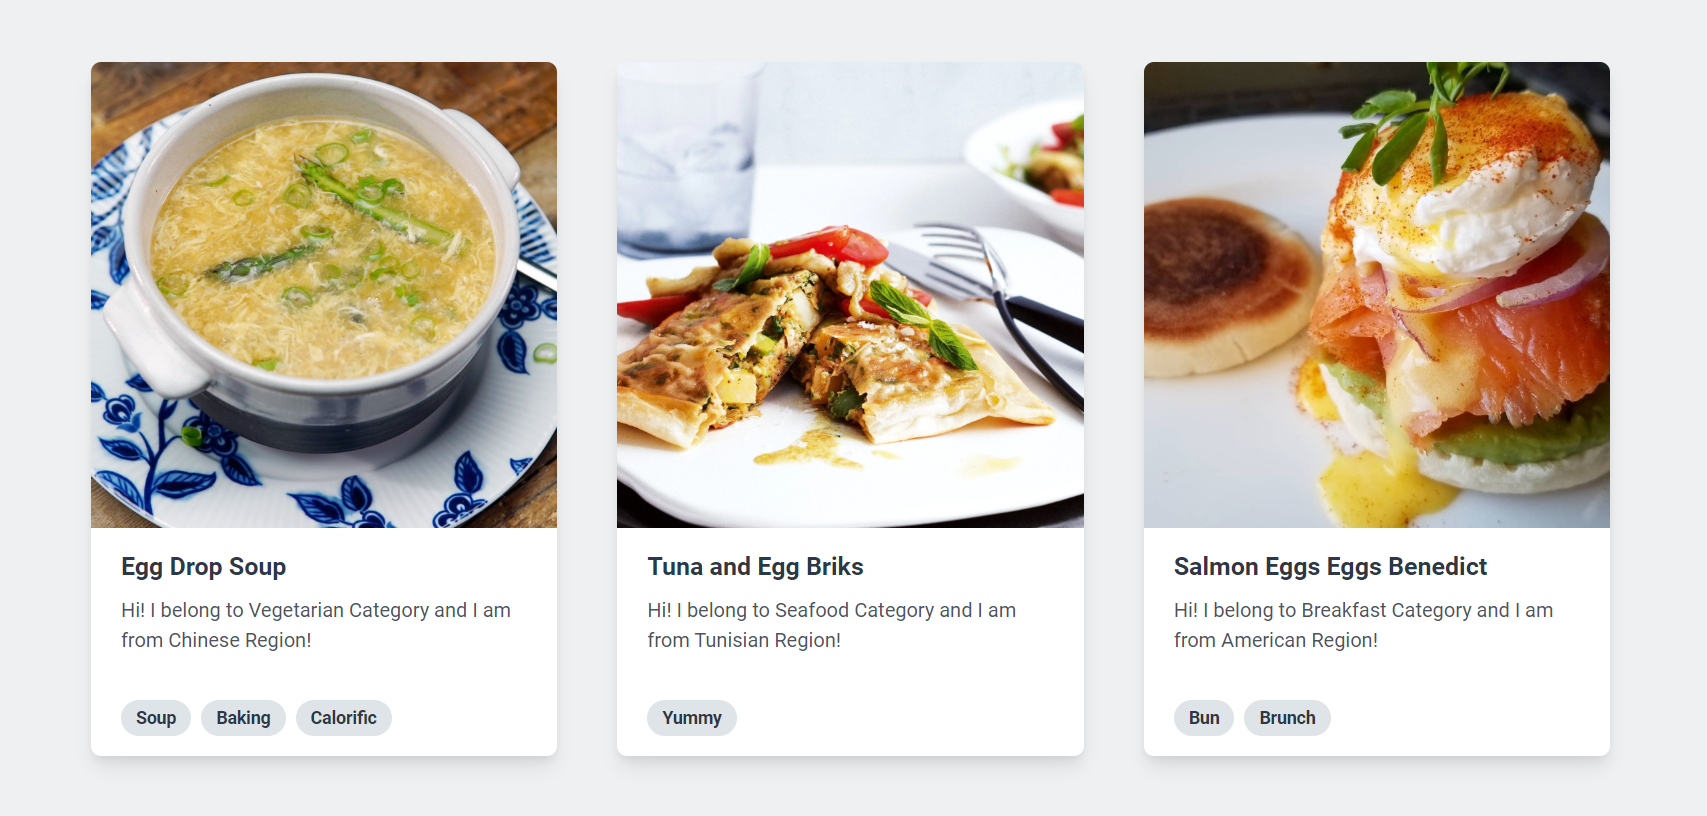 Egg Drop Soup
Hi! I belong to Vegetarian Category and I am
from Chinese Region!
Soup Baking Calorific
Tuna and Egg Briks
Hi! I belong to Seafood Category and I am
from Tunisian Region!
Yummy
Salmon Eggs Eggs Benedict
Hi! I belong to Breakfast Category and I am
from American Region!
Bun Brunch